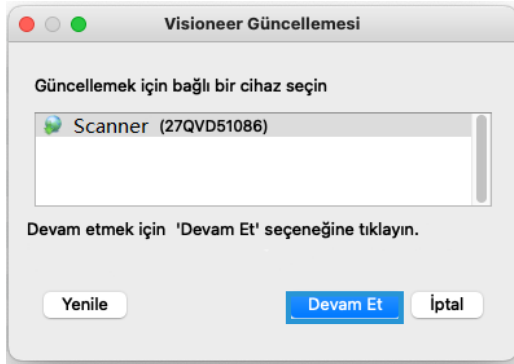 Visioneer Güncellemesi
Güncellemek için bağlı bir cihaz seçin
Scanner (27QVD51086)
Devam etmek için 'Devam Et' seçeneğine tıklayın.
Yenile Devam Et İptal